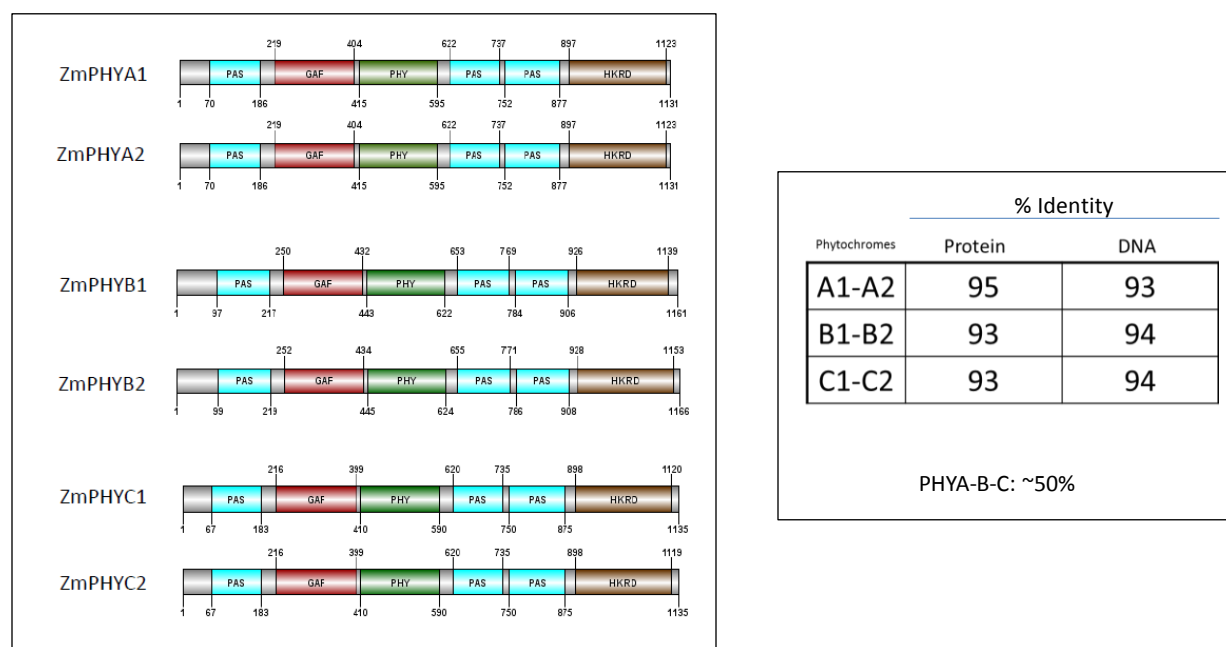 219 404 622 737 897 1123
ZmPHYA1 PAS GAF PHY PAS PAS HKRD
1 70 186 415 595 752 877 1131
219 404 622 737 897 1123
ZmPHYA2 PAS GAF PHY PAS PAS HKRD
1 70 186 415 595 752 877 1131
250 432 653 769 926 1139
ZmPHYB1 PAS GAF PHY PAS PAS HKRD
1 97 217 443 622 784 906 1161
252 434 655 771 928 1153
ZmPHYB2 PAS GAF PHY PAS PAS HKRD
1 99 219 445 624 786 908 1166
216 399 620 735 898 1120
ZmPHYC1 PAS GAF PHY PAS PAS HKRD
1 67 183 410 590 750 875 1135
216 399 620 735 898 1119
ZmPHYC2 PAS GAF PHY PAS PAS HKRD
1 67 183 410 590 750 875 1135
% Identity
Phytochromes Protein DNA
A1-A2 95 93
B1-B2 93 94
C1-C2 93 94
PHYA-B-C: ~50%